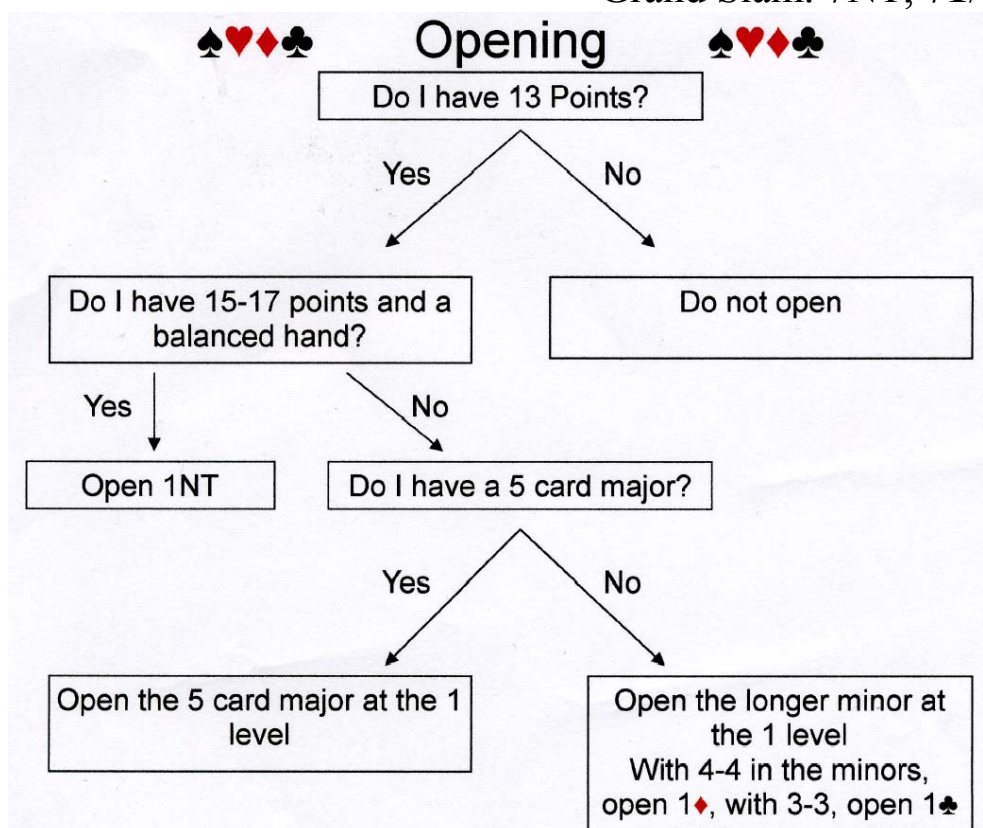 Grand Slam: 7NT,
♠♥♦♣ Opening ♠♥♦♣
Do I have 13 Points?
Yes No
Do I have 15-17 points and a
balanced hand?
Do not open
Yes No
Open 1NT
Do I have a 5 card major?
Yes No
Open the 5 card major at the 1
level
Open the longer minor at
the 1 level
With 4-4 in the minors,
open 1♦, with 3-3, open 1♣